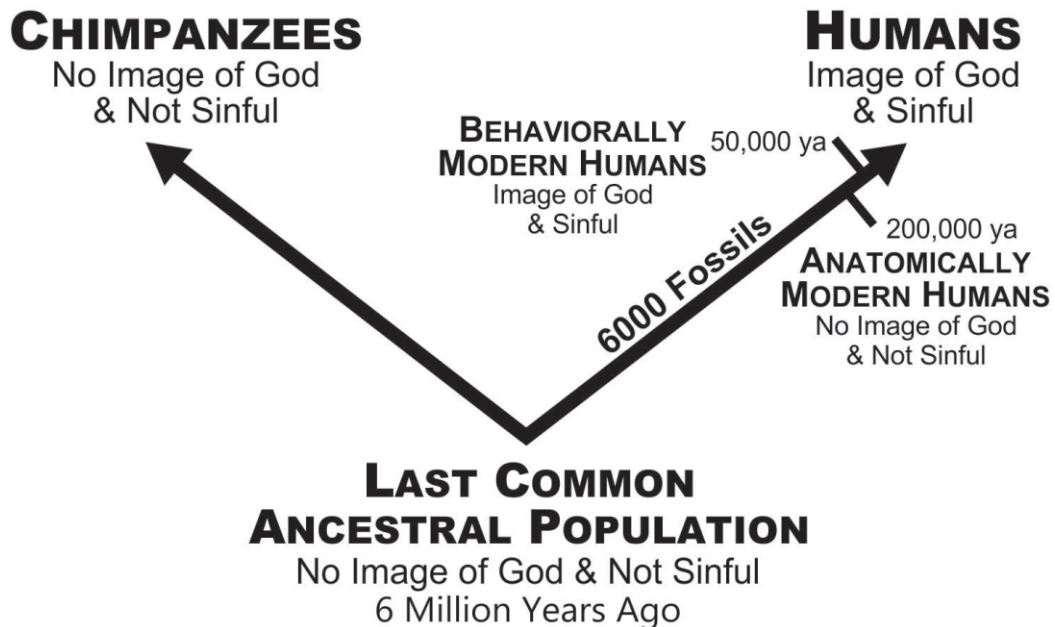 CHIMPANZEES
No Image of God
& Not Sinful
HUMANS
Image of God
& Sinful
BEHAVIORALLY
MODERN HUMANS
Image of God
& Sinful
50,000 ya
200,000 ya
ANATOMICALLY
MODERN HUMANS
No Image of God
& Not Sinful
6000 Fossils
LAST COMMON
ANCESTRAL POPULATION
No Image of God & Not Sinful
6 Million Years Ago